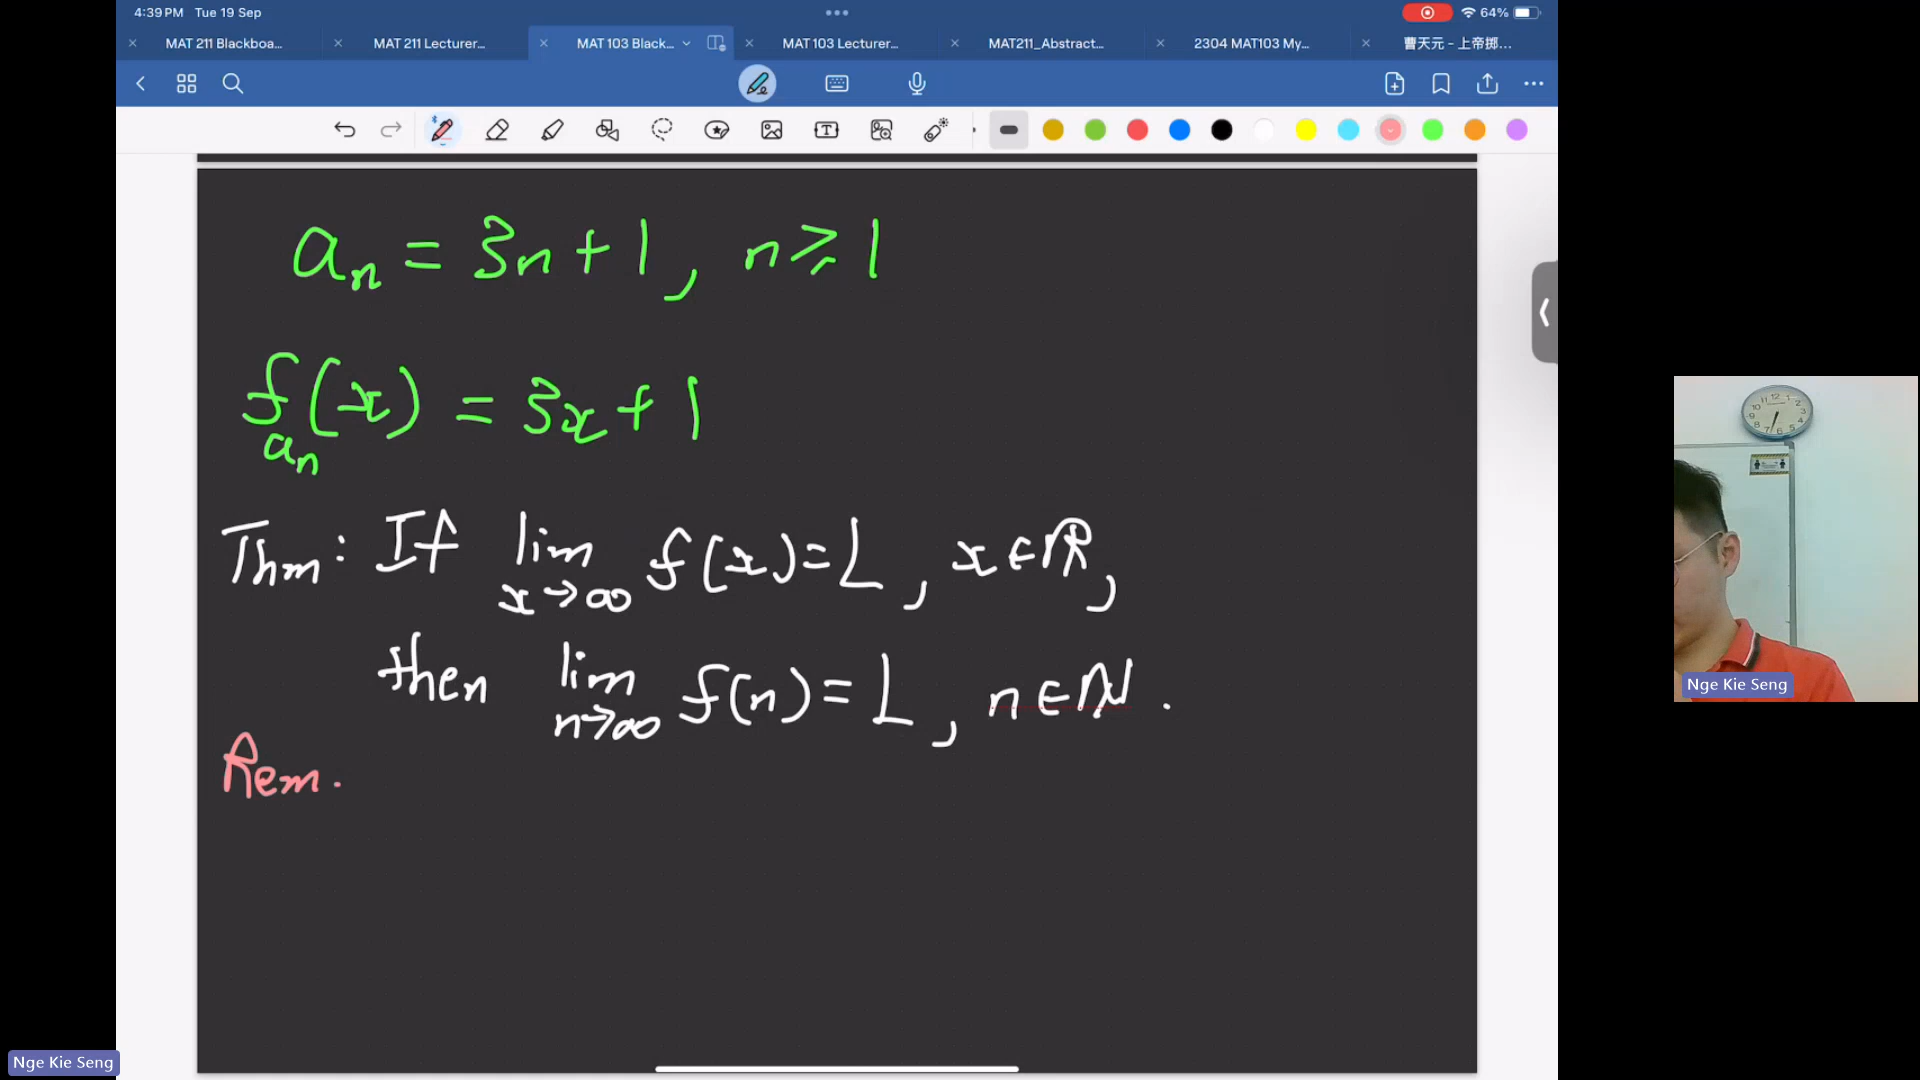 4:39 PM Tue 19 Sep
64%
MAT 211 Blackboa...
MAT 211 Lecturer...
MAT 103 Black...
MAT 103 Lecturer...
MAT211_Abstract...
2304 MAT103 My...
曹天元 - 上帝掷...
aₙ = 3n + 1, n ⩾ 1
f(x) = 3x + 1
aₙ
Thm: If lim f(x) = L, x ∈ ℝ,
x→∞
then lim f(n) = L, n ∈ ℕ.
n→∞
Rem.
Nge Kie Seng
Nge Kie Seng